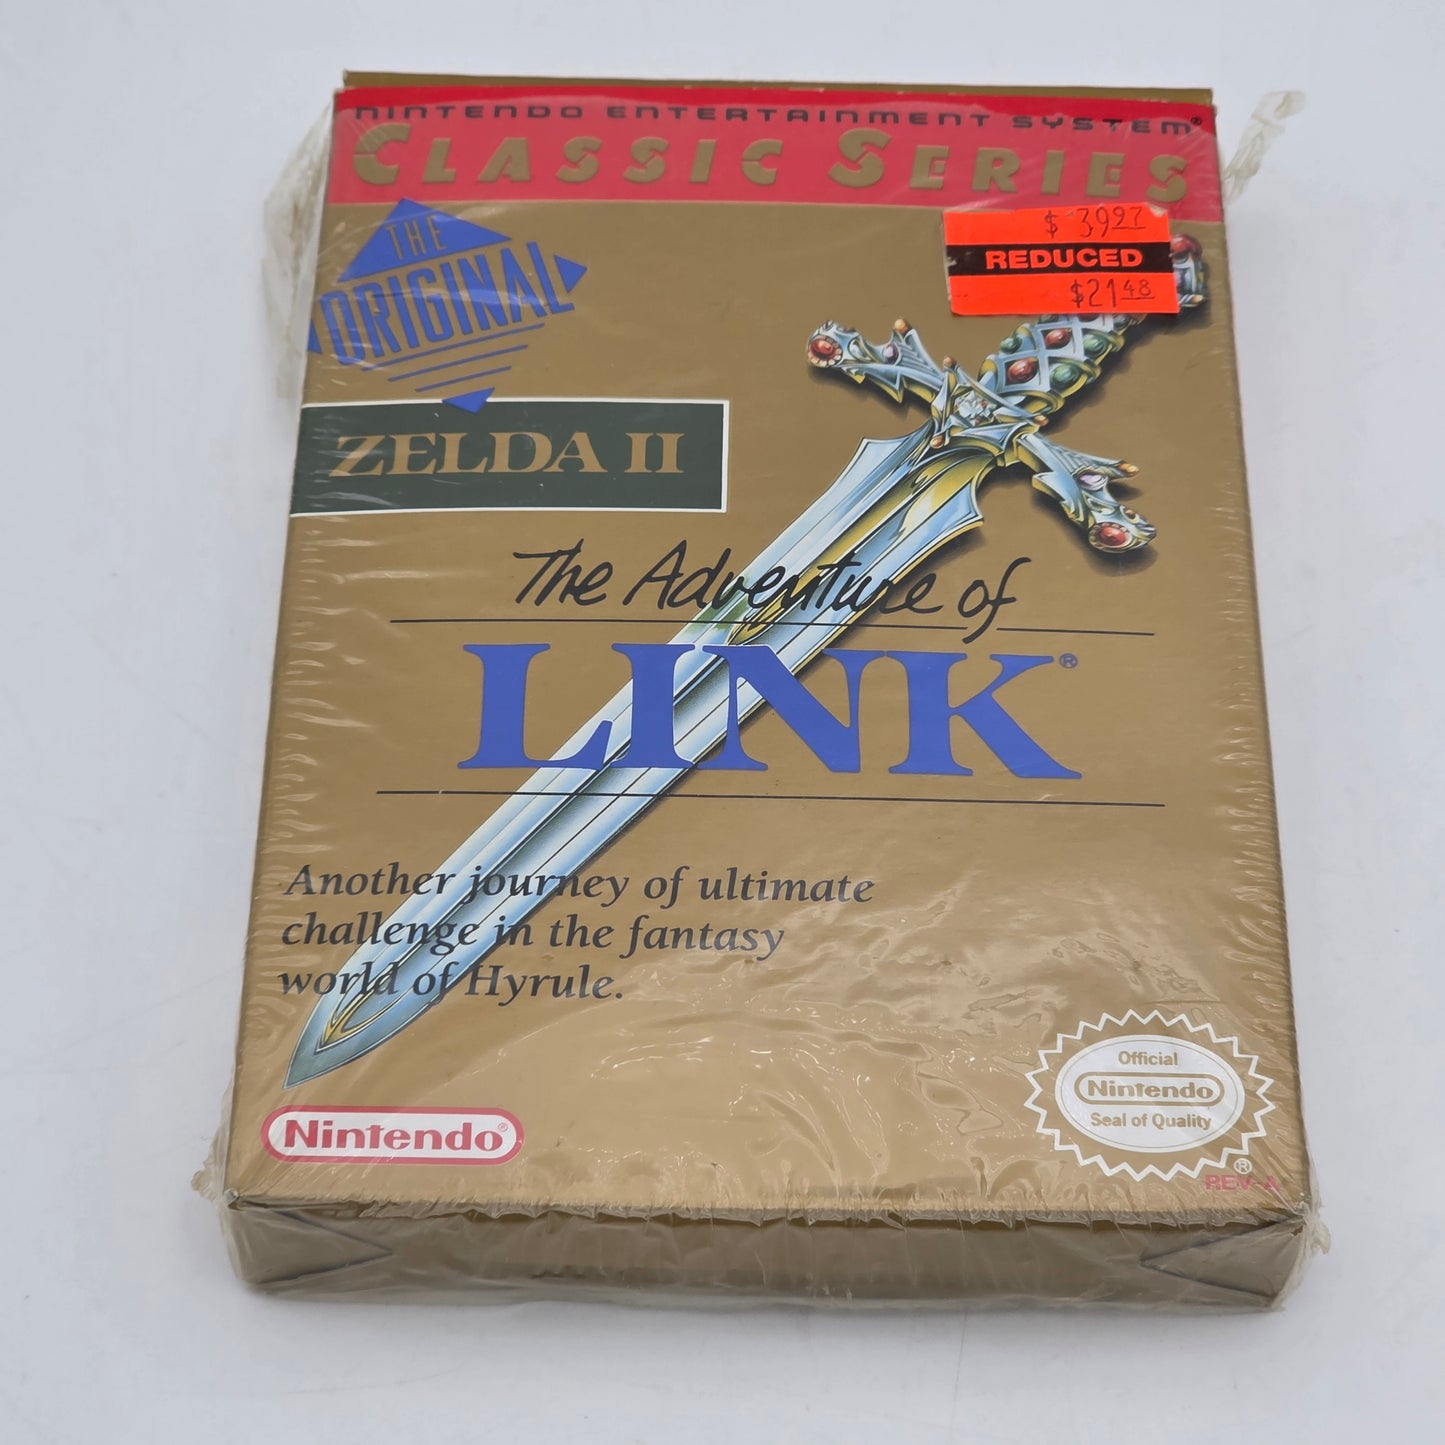 NINTENDO ENTERTAINMENT SYSTEM®
CLASSIC SERIES
THE
ORIGINAL
$ 39.97
REDUCED
$21.48
ZELDA II
The Adventure of
LINK®
Another journey of ultimate
challenge in the fantasy
world of Hyrule.
Nintendo®
Official
Nintendo
Seal of Quality
®
REV-A